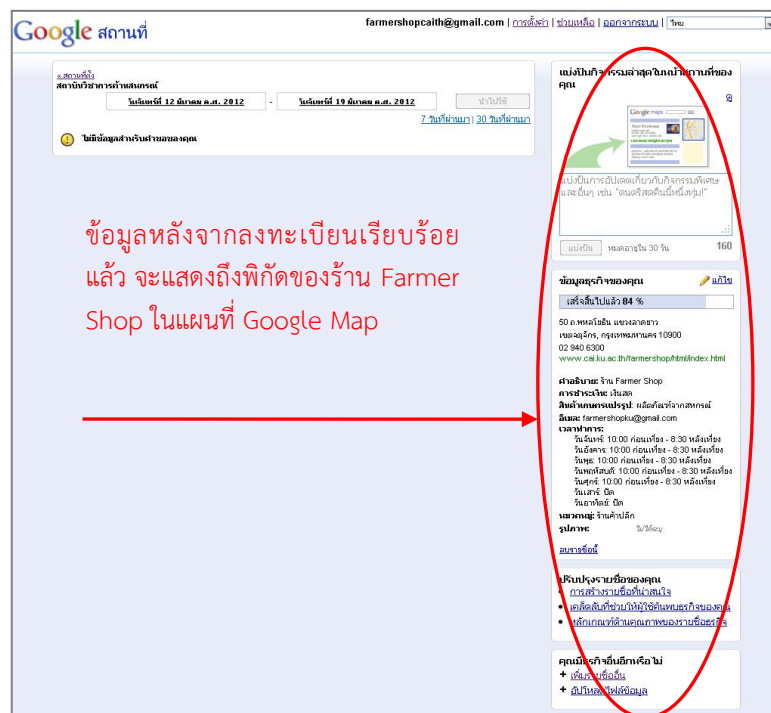 Google สถานที่
farmershopcaith@gmail.com | การตั้งค่า | ช่วยเหลือ | ออกจากระบบ | ไทย
« สถานที่ตั้ง
สถาบันวิชาการด้านสหกรณ์
วันจันทร์ที่ 12 มีนาคม ค.ศ. 2012 - วันจันทร์ที่ 19 มีนาคม ค.ศ. 2012 นำไปใช้
7 วันที่ผ่านมา | 30 วันที่ผ่านมา
ไม่มีข้อมูลสำหรับคำขอของคุณ
ข้อมูลหลังจากลงทะเบียนเรียบร้อย
แล้ว จะแสดงถึงพิกัดของร้าน Farmer
Shop ในแผนที่ Google Map
แบ่งปันกิจกรรมล่าสุดในหน้าสถานที่ของ
คุณ
ดู
Google maps
แบ่งปันการอัปเดตเกี่ยวกับกิจกรรมพิเศษ
และอื่นๆ เช่น "ดนตรีสดคืนนี้หนึ่งทุ่ม!"
แบ่งปัน หมดอายุใน 30 วัน 160
ข้อมูลธุรกิจของคุณ แก้ไข
เสร็จสิ้นไปแล้ว 84 %
50 ถ.พหลโยธิน แขวงลาดยาว
เขตจตุจักร, กรุงเทพมหานคร 10900
02 940 6300
www.cai.ku.ac.th/farmershop/html/index.html
คำอธิบาย: ร้าน Farmer Shop
การชำระเงิน: เงินสด
สินค้าเกษตรแปรรูป: ผลิตภัณฑ์จากสหกรณ์
อีเมล: farmershopku@gmail.com
เวลาทำการ:
วันจันทร์: 10:00 ก่อนเที่ยง - 8:30 หลังเที่ยง
วันอังคาร: 10:00 ก่อนเที่ยง - 8:30 หลังเที่ยง
วันพุธ: 10:00 ก่อนเที่ยง - 8:30 หลังเที่ยง
วันพฤหัสบดี: 10:00 ก่อนเที่ยง - 8:30 หลังเที่ยง
วันศุกร์: 10:00 ก่อนเที่ยง - 8:30 หลังเที่ยง
วันเสาร์: ปิด
วันอาทิตย์: ปิด
หมวดหมู่: ร้านค้าปลีก
รูปภาพ: ไม่ได้ระบุ
ลบรายชื่อนี้
ปรับปรุงรายชื่อของคุณ
• การสร้างรายชื่อที่น่าสนใจ
• เคล็ดลับที่ช่วยให้ผู้ใช้ค้นพบธุรกิจของคุณ
• หลักเกณฑ์ด้านคุณภาพของรายชื่อธุรกิจ
คุณมีธุรกิจอื่นอีกหรือไม่
+ เพิ่มรายชื่ออื่น
+ อัปโหลดไฟล์ข้อมูล